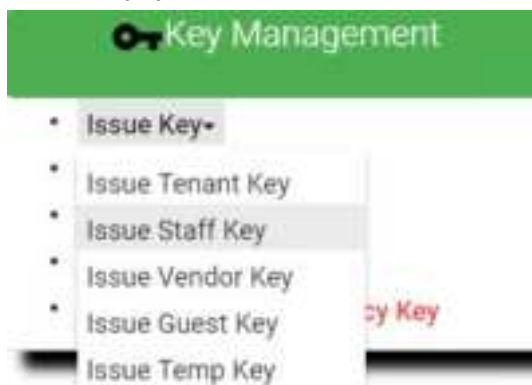 Key Management
Issue Key
Issue Tenant Key
Issue Staff Key
Issue Vendor Key
Issue Guest Key
Key
Issue Temp Key